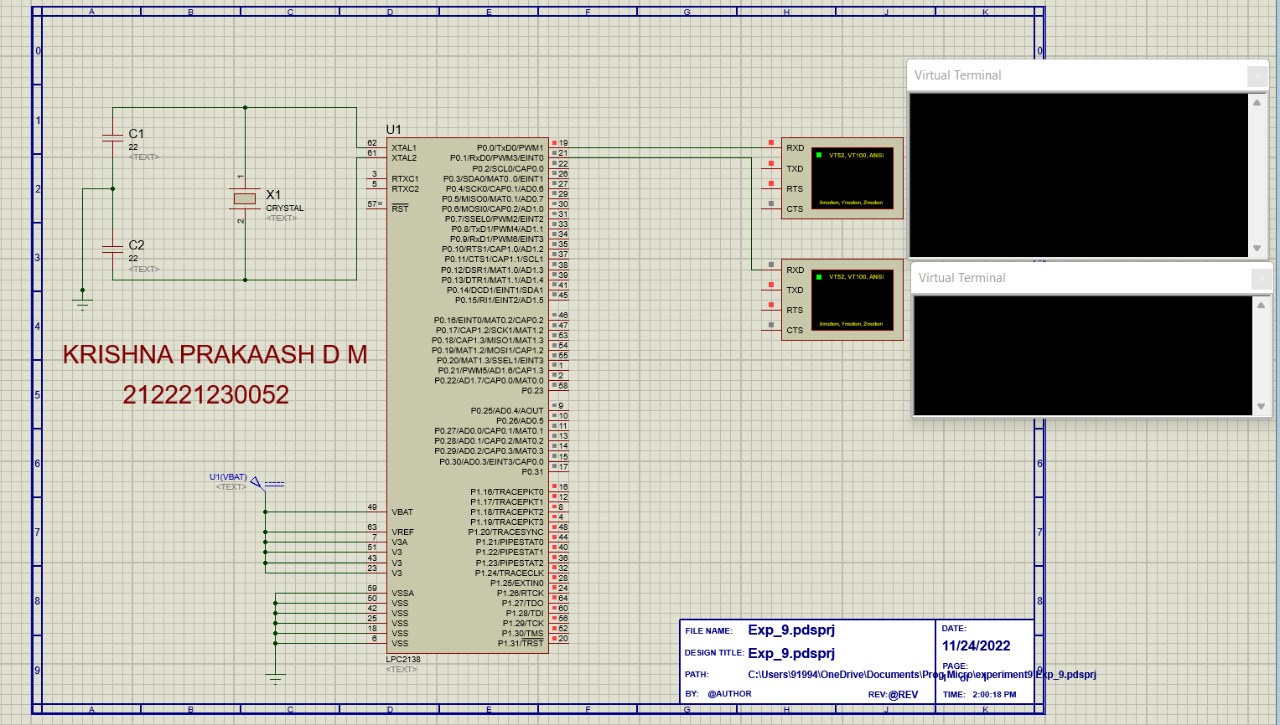 A B C D E F G H J K
0 0
1
2
3
4
5
6 6
7 7
8 8
9 9
C1
22
<TEXT>
X1
CRYSTAL
<TEXT>
1
2
C2
22
<TEXT>
KRISHNA PRAKAASH D M
212221230052
U1(VBAT)
<TEXT>
U1
62 XTAL1
61 XTAL2
3 RTXC1
5 RTXC2
57 RST
49 VBAT
63 VREF
7 V3A
51 V3
43 V3
23 V3
59 VSSA
50 VSS
42 VSS
25 VSS
18 VSS
6 VSS
P0.0/TxD0/PWM1 19
P0.1/RxD0/PWM3/EINT0 21
P0.2/SCL0/CAP0.0 22
P0.3/SDA0/MAT0..0/EINT1 26
P0.4/SCK0/CAP0.1/AD0.6 27
P0.5/MISO0/MAT0.1/AD0.7 29
P0.6/MOSI0/CAP0.2/AD1.0 30
P0.7/SSEL0/PWM2/EINT2 31
P0.8/TxD1/PWM4/AD1.1 33
P0.9/RxD1/PWM6/EINT3 34
P0.10/RTS1/CAP1.0/AD1.2 35
P0.11/CTS1/CAP1.1/SCL1 37
P0.12/DSR1/MAT1.0/AD1.3 38
P0.13/DTR1/MAT1.1/AD1.4 39
P0.14/DCD1/EINT1/SDA1 41
P0.15/RI1/EINT2/AD1.5 45
P0.16/EINT0/MAT0.2/CAP0.2 46
P0.17/CAP1.2/SCK1/MAT1.2 47
P0.18/CAP1.3/MISO1/MAT1.3 53
P0.19/MAT1.2/MOSI1/CAP1.2 54
P0.20/MAT1.3/SSEL1/EINT3 55
P0.21/PWM5/AD1.6/CAP1.3 1
P0.22/AD1.7/CAP0.0/MAT0.0 2
P0.23 58
P0.25/AD0.4/AOUT 9
P0.26/AD0.5 10
P0.27/AD0.0/CAP0.1/MAT0.1 11
P0.28/AD0.1/CAP0.2/MAT0.2 13
P0.29/AD0.2/CAP0.3/MAT0.3 14
P0.30/AD0.3/EINT3/CAP0.0 15
P0.31 17
P1.16/TRACEPKT0 16
P1.17/TRACEPKT1 12
P1.18/TRACEPKT2 8
P1.19/TRACEPKT3 4
P1.20/TRACESYNC 48
P1.21/PIPESTAT0 44
P1.22/PIPESTAT1 40
P1.23/PIPESTAT2 36
P1.24/TRACECLK 32
P1.25/EXTIN0 28
P1.26/RTCK 24
P1.27/TDO 64
P1.28/TDI 60
P1.29/TCK 56
P1.30/TMS 52
P1.31/TRST 20
LPC2138
<TEXT>
RXD
TXD
RTS
CTS
VT52, VT100, ANSI
Xmodem, Ymodem, Zmodem
RXD
TXD
RTS
CTS
VT52, VT100, ANSI
Xmodem, Ymodem, Zmodem
Virtual Terminal
Virtual Terminal
FILE NAME: Exp_9.pdsprj
DESIGN TITLE: Exp_9.pdsprj
PATH: C:\Users\91994\OneDrive\Documents\Prog Micro\experiment9\Exp_9.pdsprj
BY: @AUTHOR REV:@REV
DATE:
11/24/2022
PAGE:
TIME: 2:00:18 PM
A B C D E F G H J K